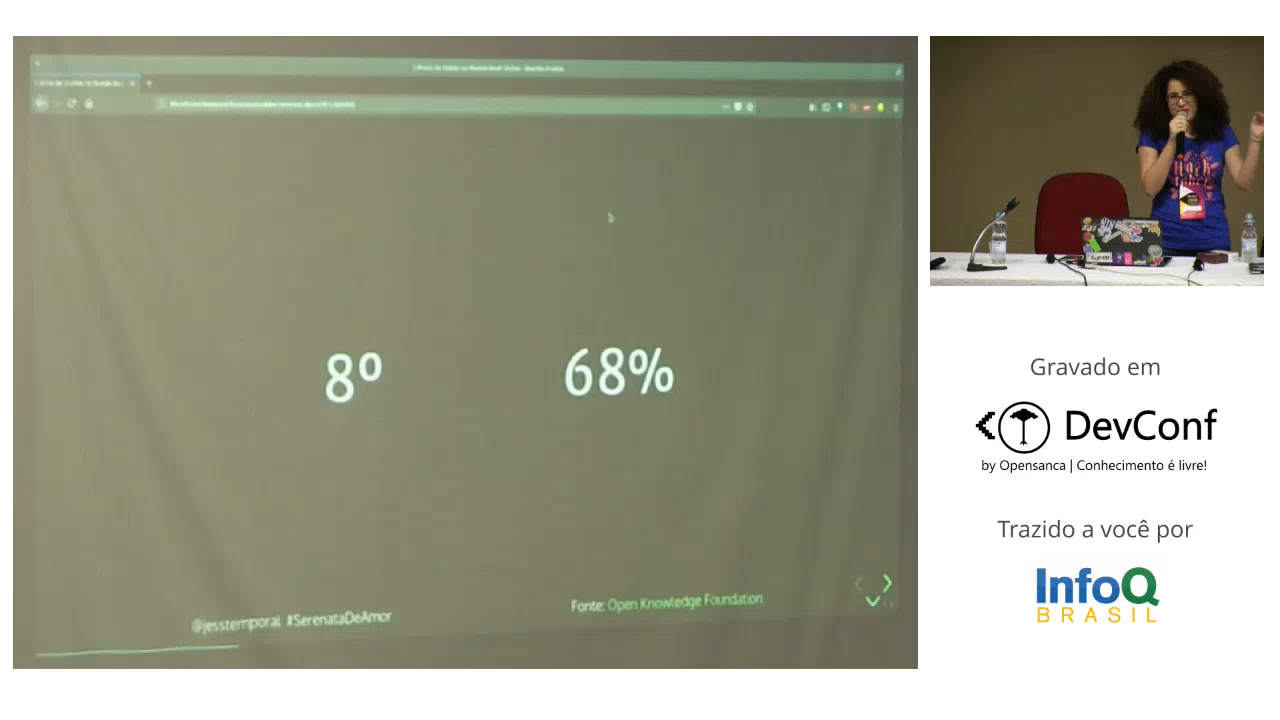 8º
68%
Fonte: Open Knowledge Foundation
@jesstemporal #SerenataDeAmor
Gravado em
DevConf
by Opensanca | Conhecimento é livre!
Trazido a você por
InfoQ
BRASIL